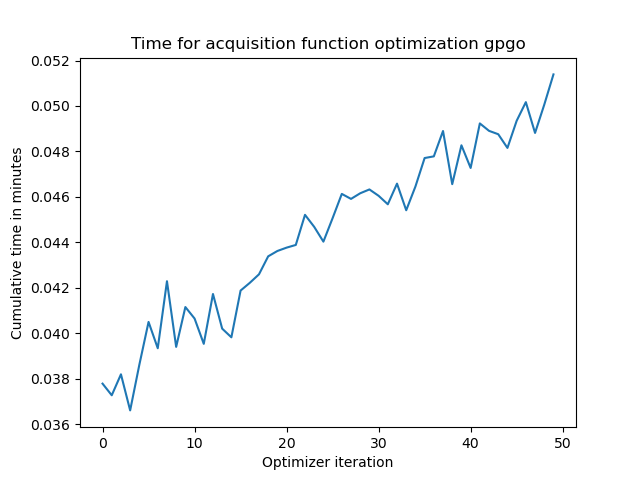 Time for acquisition function optimization gpgo
Cumulative time in minutes
0.052
0.050
0.048
0.046
0.044
0.042
0.040
0.038
0.036
0 10 20 30 40 50
Optimizer iteration